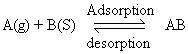 Adsorption
A(g) + B(S) ⇌ AB
desorption